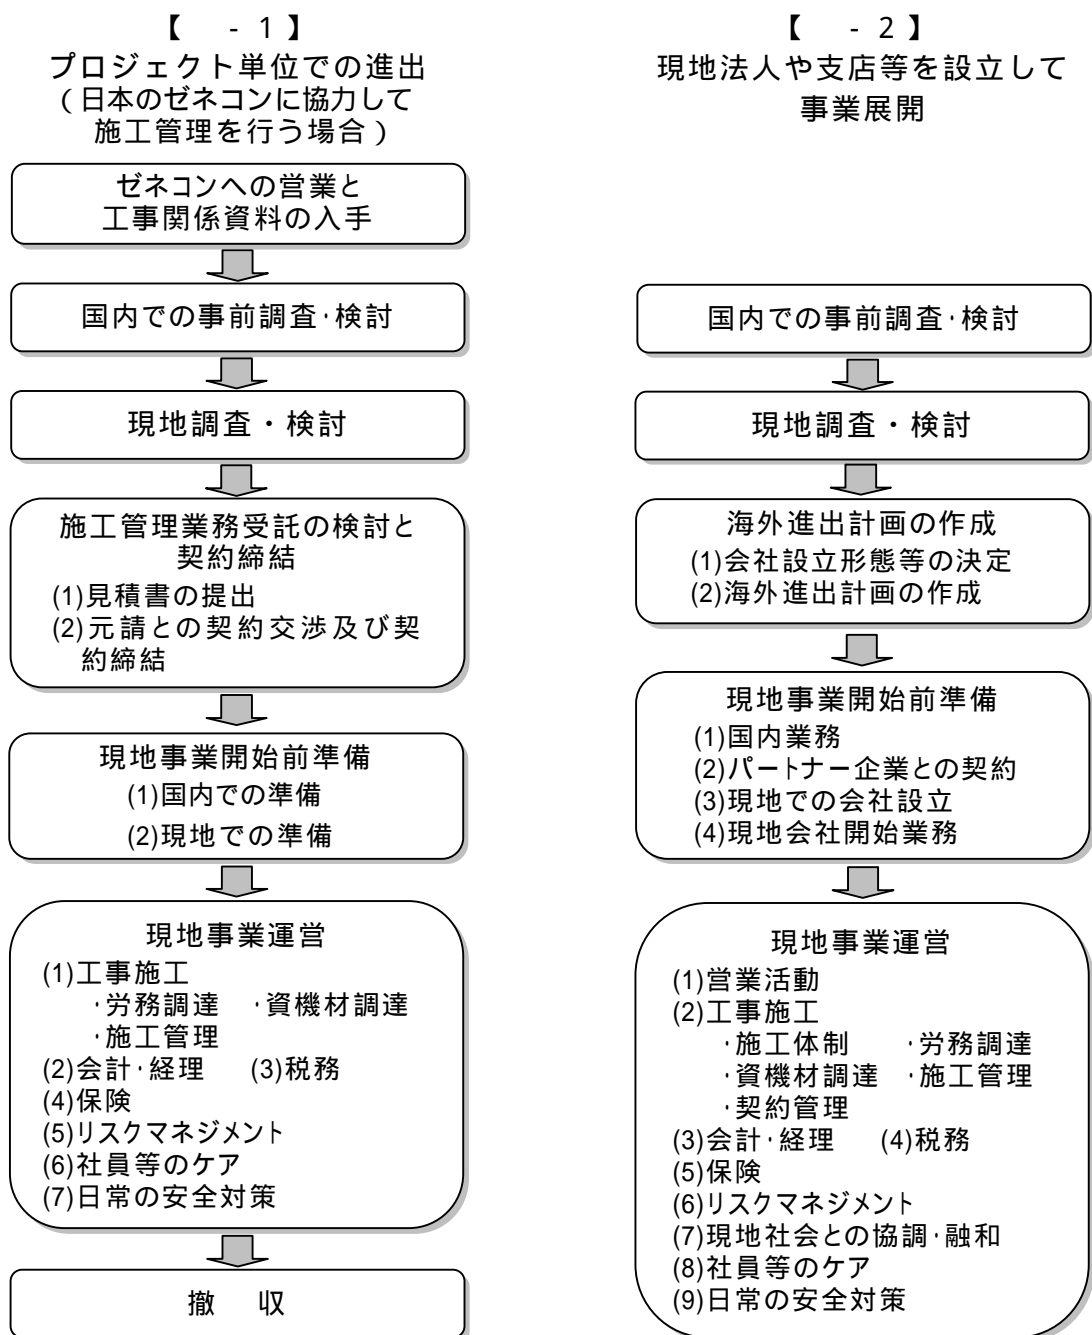 【　-1】
プロジェクト単位での進出
(日本のゼネコンに協力して
施工管理を行う場合)
ゼネコンへの営業と
工事関係資料の入手
国内での事前調査・検討
現地調査・検討
施工管理業務受託の検討と
契約締結
(1)見積書の提出
(2)元請との契約交渉及び契
約締結
現地事業開始前準備
(1)国内での準備
(2)現地での準備
現地事業運営
(1)工事施工
・労務調達　・資機材調達
・施工管理
(2)会計・経理　(3)税務
(4)保険
(5)リスクマネジメント
(6)社員等のケア
(7)日常の安全対策
撤　収
【　-2】
現地法人や支店等を設立して
事業展開
国内での事前調査・検討
現地調査・検討
海外進出計画の作成
(1)会社設立形態等の決定
(2)海外進出計画の作成
現地事業開始前準備
(1)国内業務
(2)パートナー企業との契約
(3)現地での会社設立
(4)現地会社開始業務
現地事業運営
(1)営業活動
(2)工事施工
・施工体制　・労務調達
・資機材調達　・施工管理
・契約管理
(3)会計・経理　(4)税務
(5)保険
(6)リスクマネジメント
(7)現地社会との協調・融和
(8)社員等のケア
(9)日常の安全対策